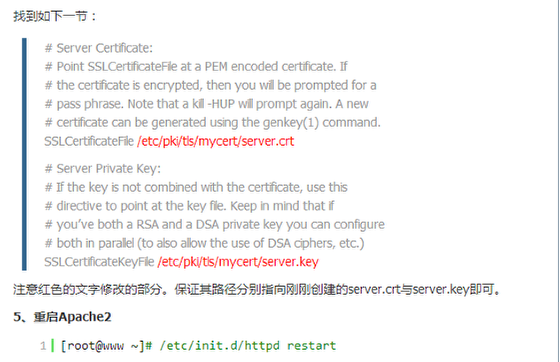 找到如下一节：
# Server Certificate:
# Point SSLCertificateFile at a PEM encoded certificate. If
# the certificate is encrypted, then you will be prompted for a
# pass phrase. Note that a kill -HUP will prompt again. A new
# certificate can be generated using the genkey(1) command.
SSLCertificateFile /etc/pki/tls/mycert/server.crt
# Server Private Key:
# If the key is not combined with the certificate, use this
# directive to point at the key file. Keep in mind that if
# you’ve both a RSA and a DSA private key you can configure
# both in parallel (to also allow the use of DSA ciphers, etc.)
SSLCertificateKeyFile /etc/pki/tls/mycert/server.key
注意红色的文字修改的部分。保证其路径分别指向刚刚创建的server.crt与server.key即可。
5、重启Apache2
1 [root@www ~]# /etc/init.d/httpd restart